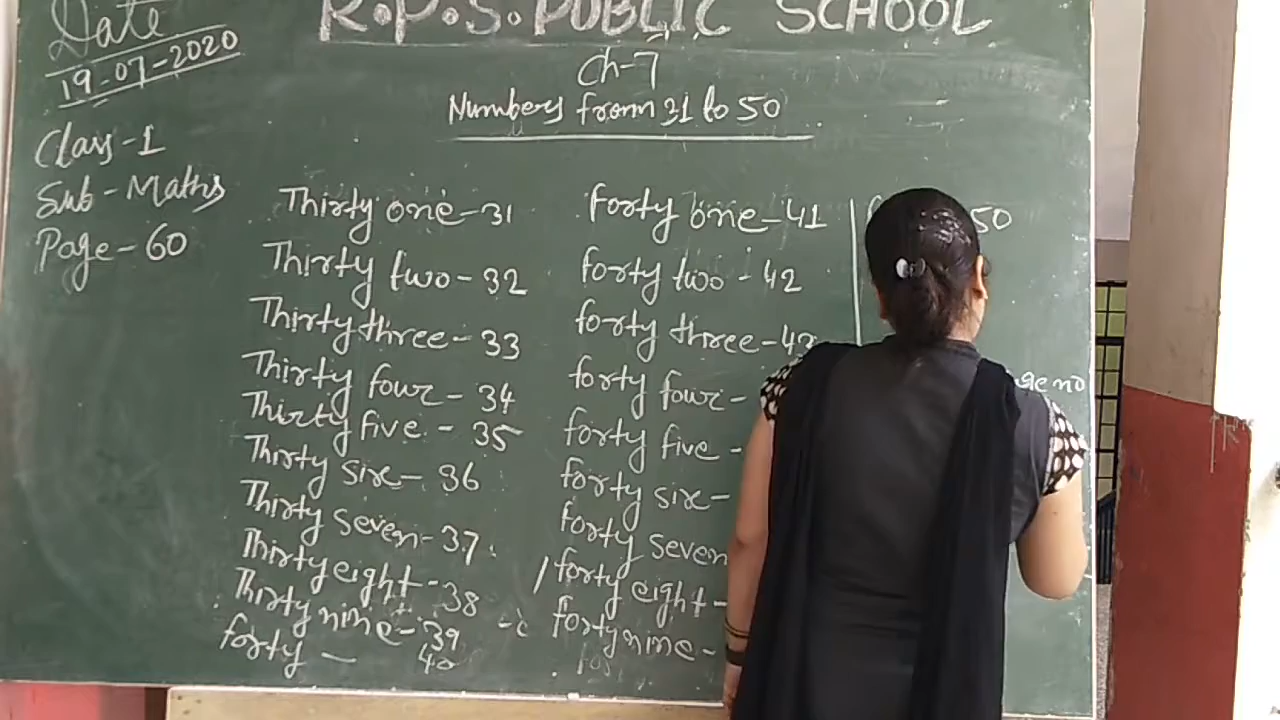 Date
19-07-2020
Class-1
Sub-Maths
Page-60
R.P.S. PUBLIC SCHOOL
Ch-7
Numbers from 31 to 50
Thirty one-31
Thirty two-32
Thirty three-33
Thirty four-34
Thirty five-35
Thirty six-36
Thirty seven-37
Thirty eight-38
Thirty nine-39
forty-40
forty one-41
forty two-42
forty three-43
forty four-
forty five-
forty six-
forty seven
forty eight-
forty nine-
50
no